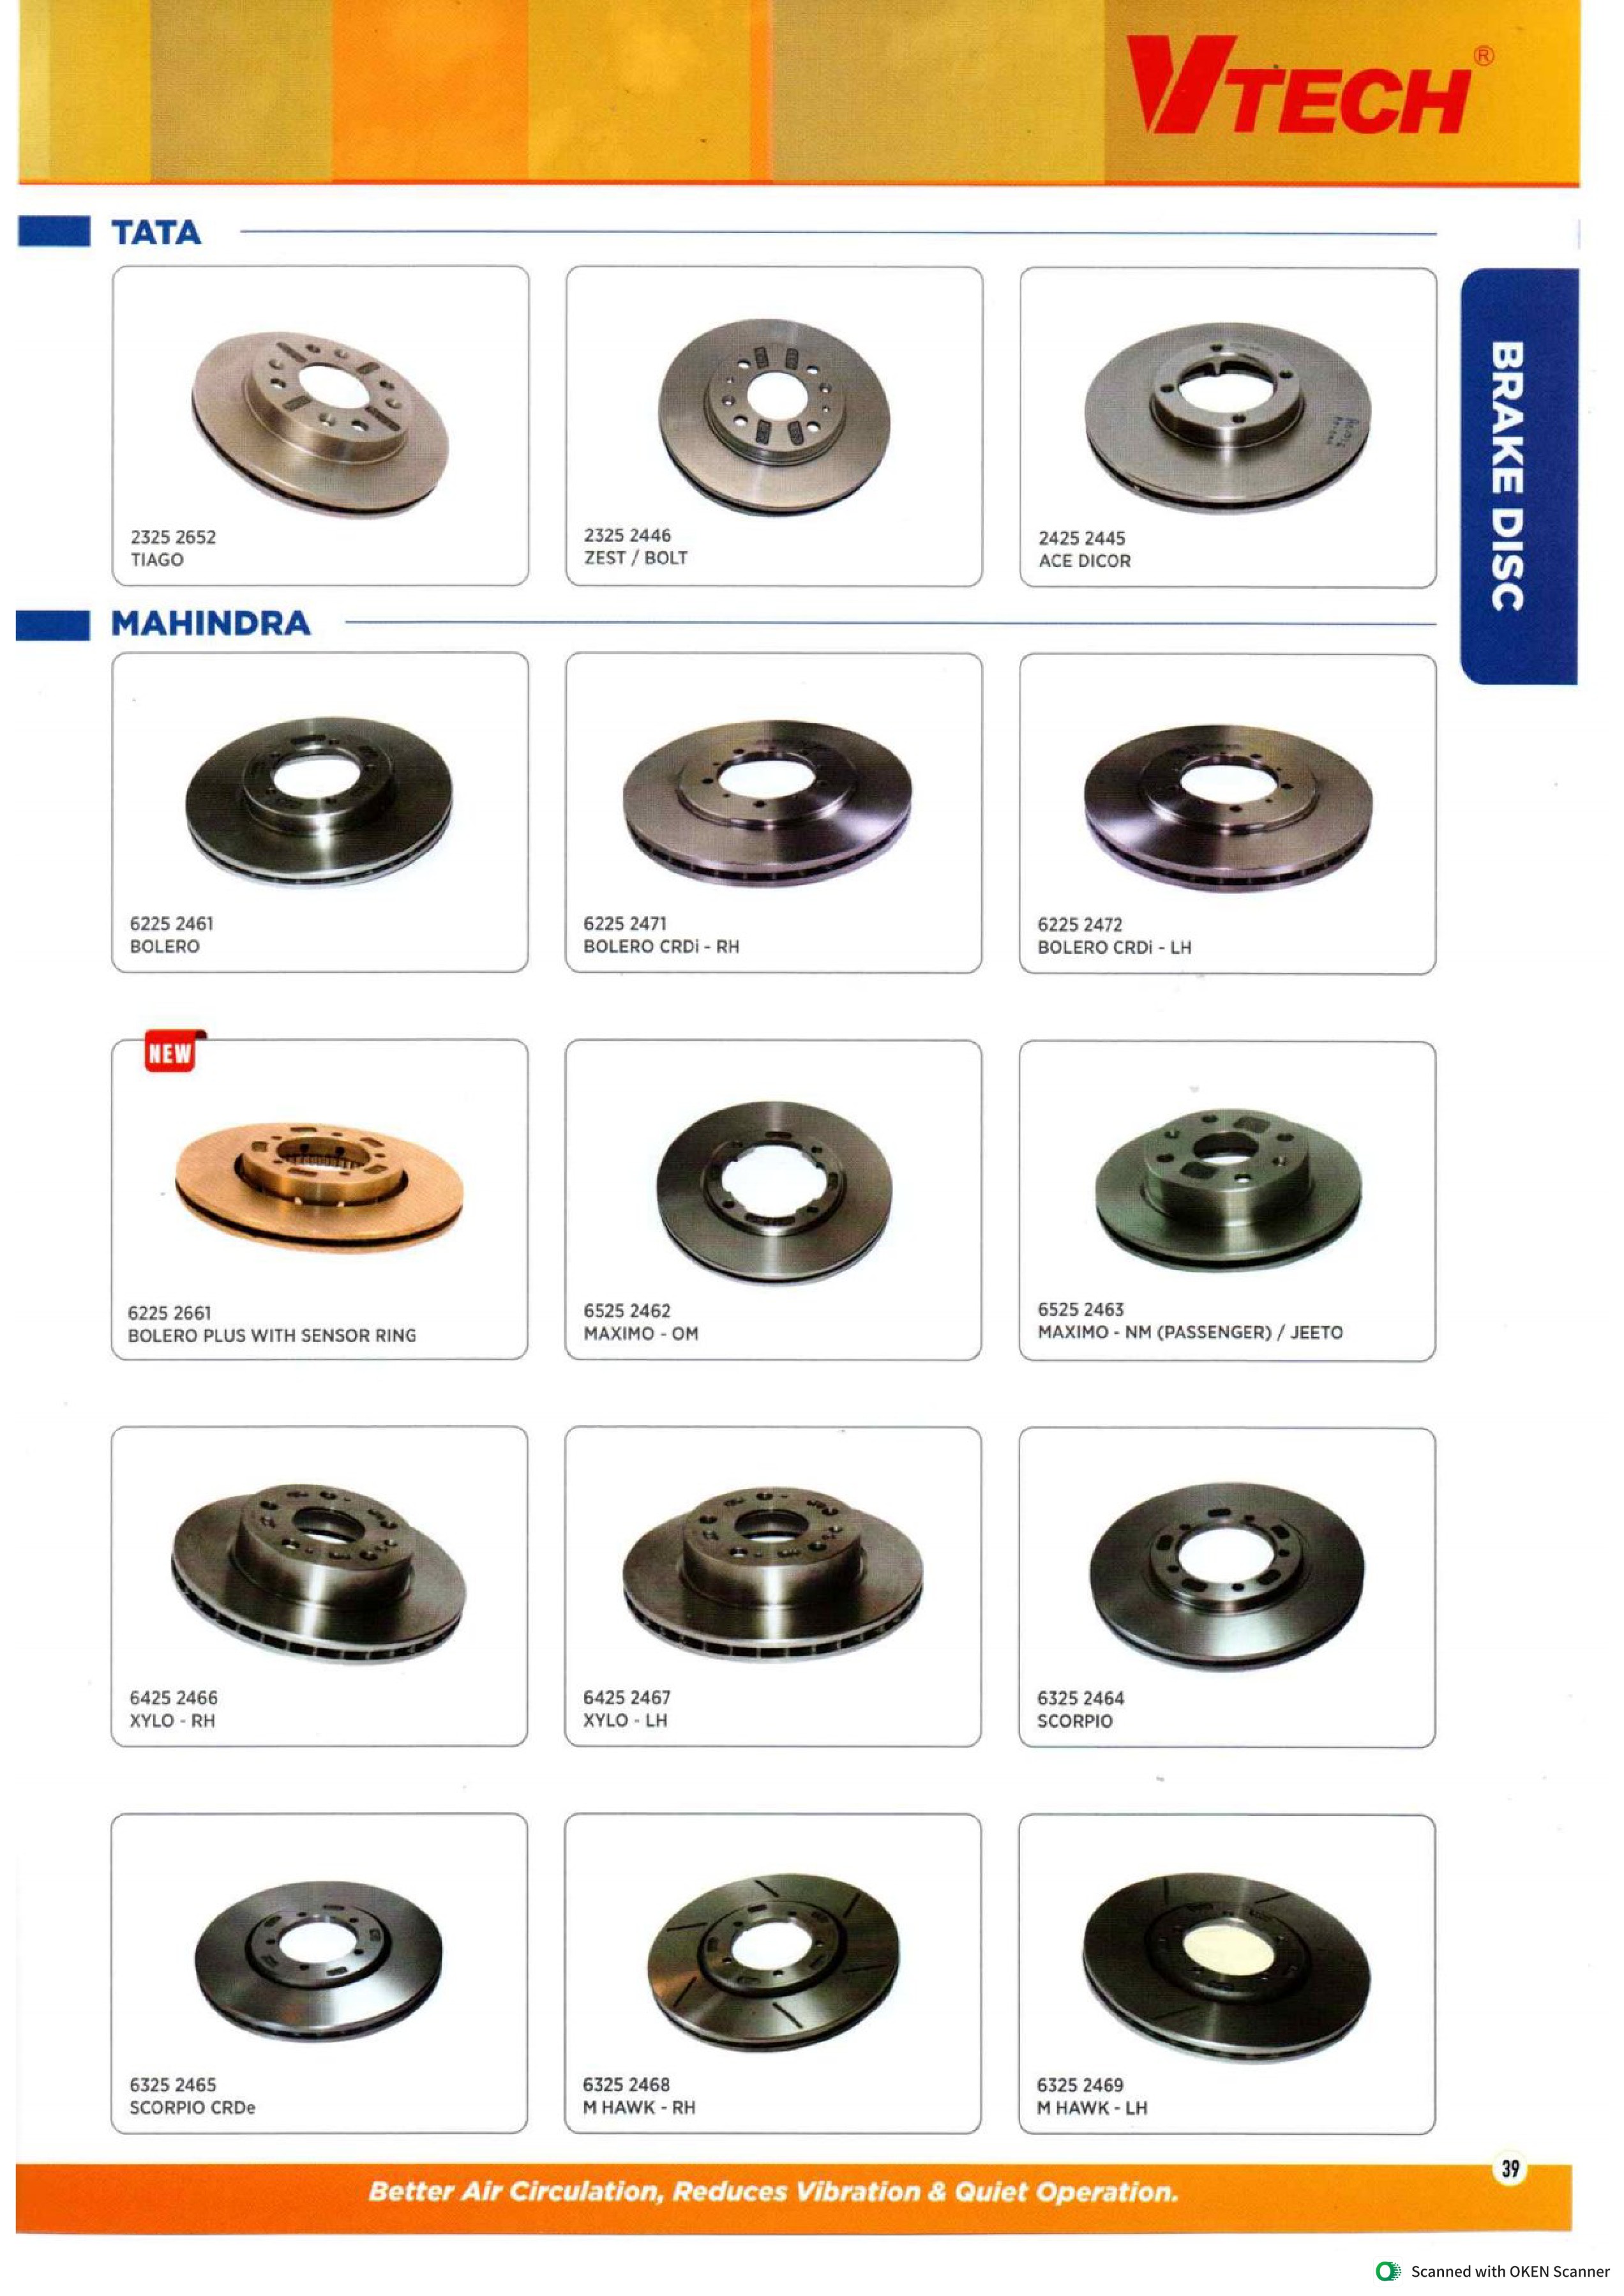 VTECH®
TATA
BRAKE DISC
2325 2652
TIAGO
2325 2446
ZEST / BOLT
2425 2445
ACE DICOR
MAHINDRA
6225 2461
BOLERO
6225 2471
BOLERO CRDi - RH
6225 2472
BOLERO CRDi - LH
NEW
6225 2661
BOLERO PLUS WITH SENSOR RING
6525 2462
MAXIMO - OM
6525 2463
MAXIMO - NM (PASSENGER) / JEETO
6425 2466
XYLO - RH
6425 2467
XYLO - LH
6325 2464
SCORPIO
6325 2465
SCORPIO CRDe
6325 2468
M HAWK - RH
6325 2469
M HAWK - LH
39
Better Air Circulation, Reduces Vibration & Quiet Operation.
Scanned with OKEN Scanner